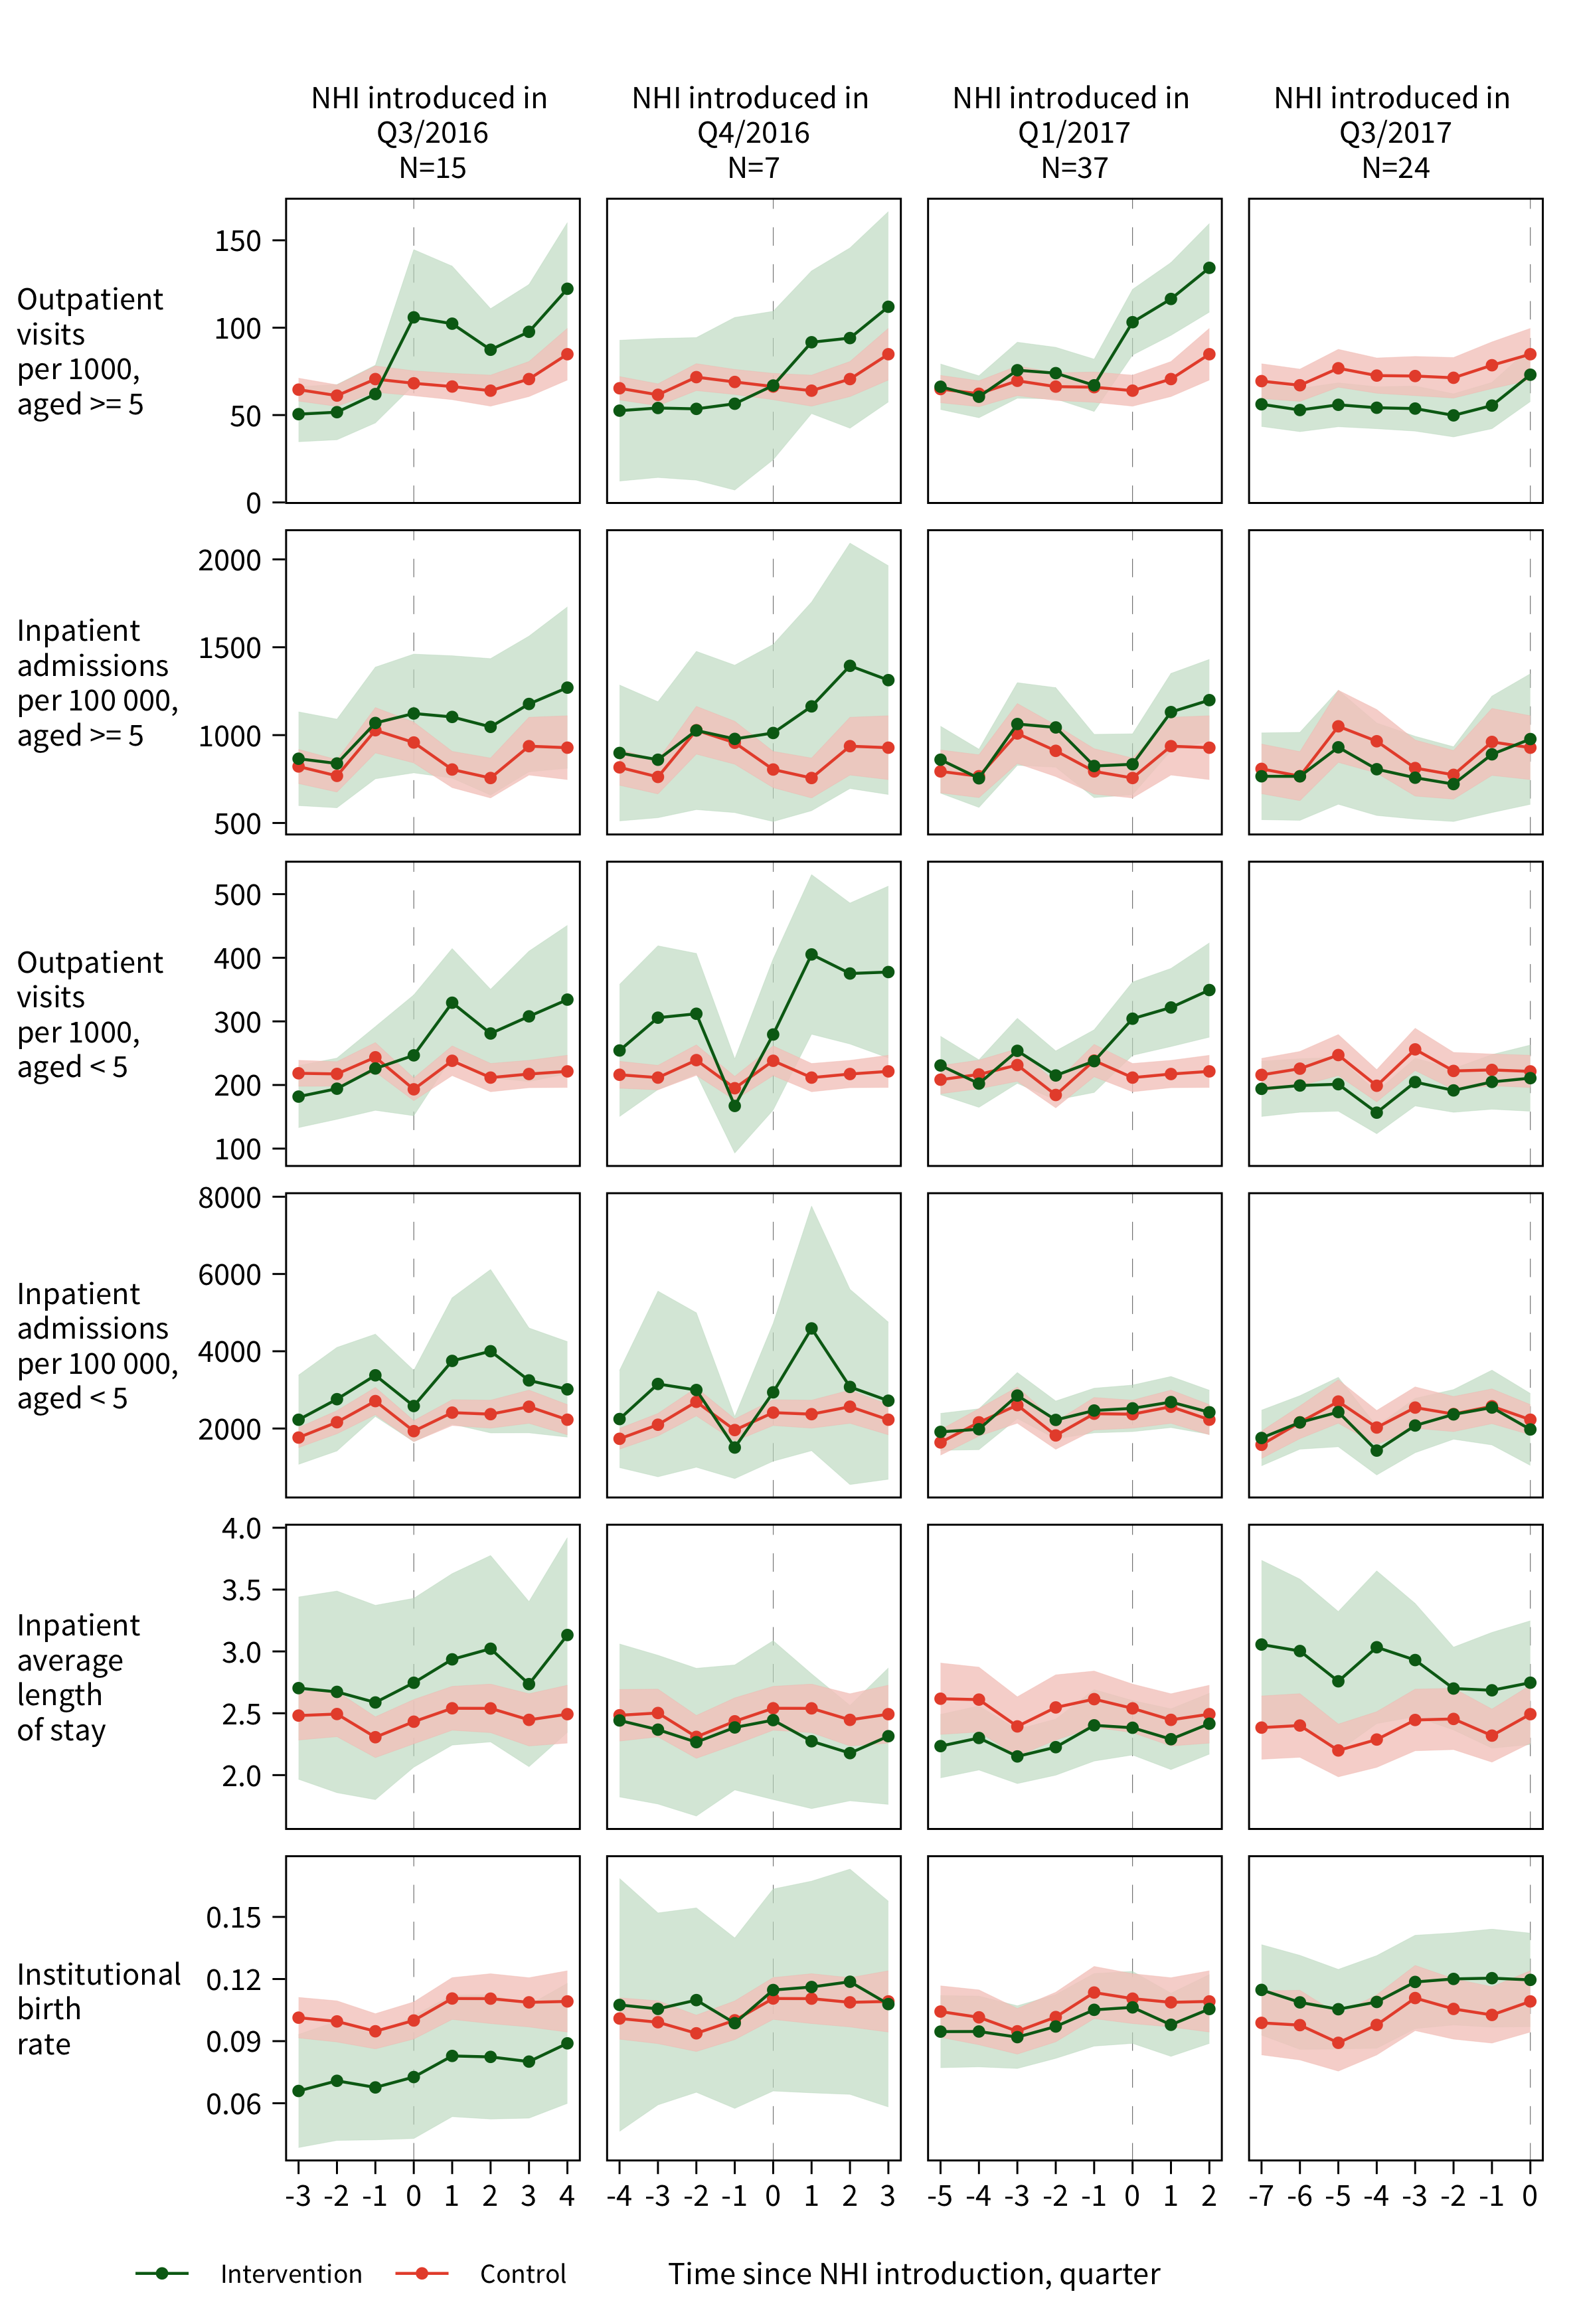 NHI introduced in
Q3/2016
N=15
NHI introduced in
Q4/2016
N=7
NHI introduced in
Q1/2017
N=37
NHI introduced in
Q3/2017
N=24
Outpatient
visits
per 1000,
aged >= 5
150
100
50
0
Inpatient
admissions
per 100 000,
aged >= 5
2000
1500
1000
500
Outpatient
visits
per 1000,
aged < 5
500
400
300
200
100
Inpatient
admissions
per 100 000,
aged < 5
8000
6000
4000
2000
Inpatient
average
length
of stay
4.0
3.5
3.0
2.5
2.0
Institutional
birth
rate
0.15
0.12
0.09
0.06
-3 -2 -1 0 1 2 3 4
-4 -3 -2 -1 0 1 2 3
-5 -4 -3 -2 -1 0 1 2
-7 -6 -5 -4 -3 -2 -1 0
Intervention
Control
Time since NHI introduction, quarter